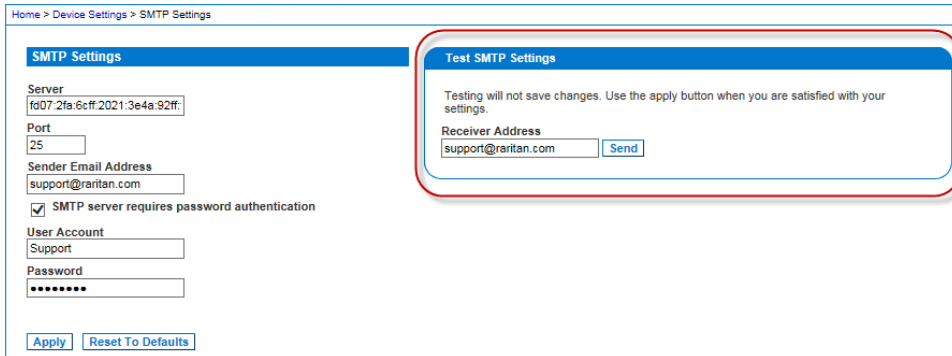 Home > Device Settings > SMTP Settings
SMTP Settings
Server
fd07:2fa:6cff:2021:3e4a:92ff:
Port
25
Sender Email Address
support@raritan.com
SMTP server requires password authentication
User Account
Support
Password
••••••••
Apply Reset To Defaults
Test SMTP Settings
Testing will not save changes. Use the apply button when you are satisfied with your
settings.
Receiver Address
support@raritan.com Send